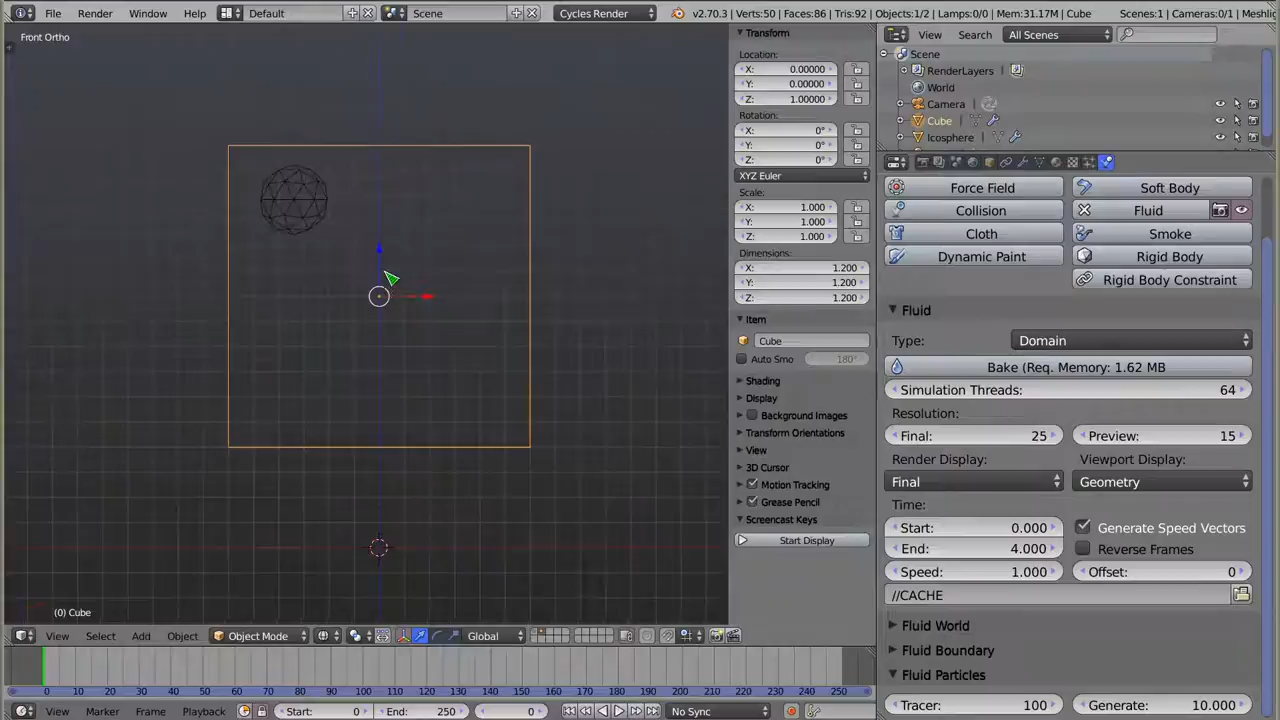 File Render Window Help Default Scene Cycles Render v2.70.3 | Verts:50 | Faces:86 | Tris:92 | Objects:1/2 | Lamps:0/0 | Mem:31.17M | Cube Scenes:1 | Cameras:0/1
Front Ortho
Transform
Location:
X: 0.00000
Y: 0.00000
Z: 1.00000
Rotation:
X: 0°
Y: 0°
Z: 0°
XYZ Euler
Scale:
X: 1.000
Y: 1.000
Z: 1.000
Dimensions:
X: 1.200
Y: 1.200
Z: 1.200
Item
Cube
Auto Smo 180°
Shading
Display
Background Images
Transform Orientations
View
3D Cursor
Motion Tracking
Grease Pencil
Screencast Keys
Start Display
View Search All Scenes
Scene
RenderLayers
World
Camera
Cube
Icosphere
Force Field Soft Body
Collision Fluid
Cloth Smoke
Dynamic Paint Rigid Body
Rigid Body Constraint
Fluid
Type: Domain
Bake (Req. Memory: 1.62 MB
Simulation Threads: 64
Resolution:
Final: 25 Preview: 15
Render Display: Viewport Display:
Final Geometry
Time:
Start: 0.000 Generate Speed Vectors
End: 4.000 Reverse Frames
Speed: 1.000 Offset: 0
//CACHE
Fluid World
Fluid Boundary
Fluid Particles
Tracer: 100 Generate: 10.000
(0) Cube
View Select Add Object Object Mode Global
0 10 20 30 40 50 60 70 80 90 100 110 120 130 140 150 160 170 180 190 200 210 220 230 240 250
View Marker Frame Playback Start: 0 End: 250 0 No Sync